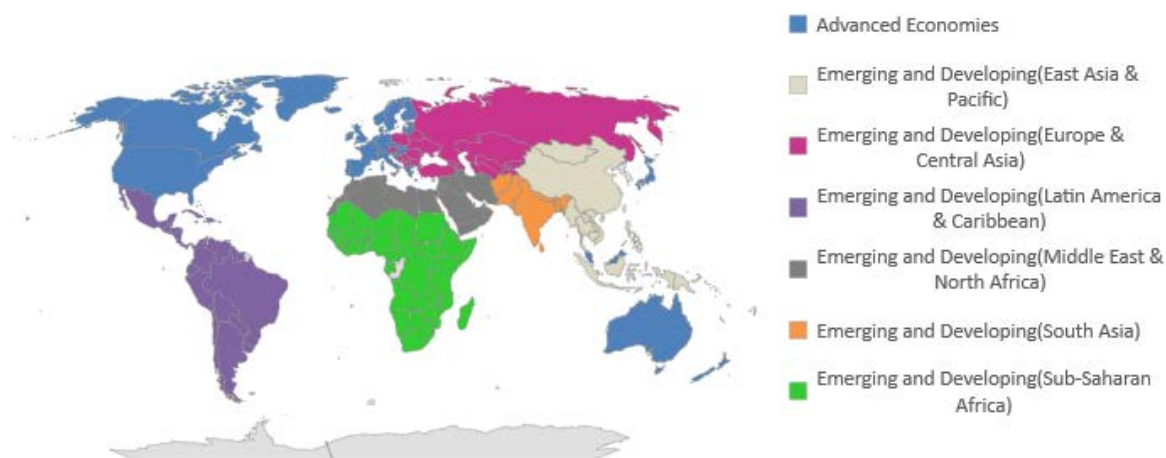 Advanced Economies
Emerging and Developing(East Asia &
Pacific)
Emerging and Developing(Europe &
Central Asia)
Emerging and Developing(Latin America
& Caribbean)
Emerging and Developing(Middle East &
North Africa)
Emerging and Developing(South Asia)
Emerging and Developing(Sub-Saharan
Africa)